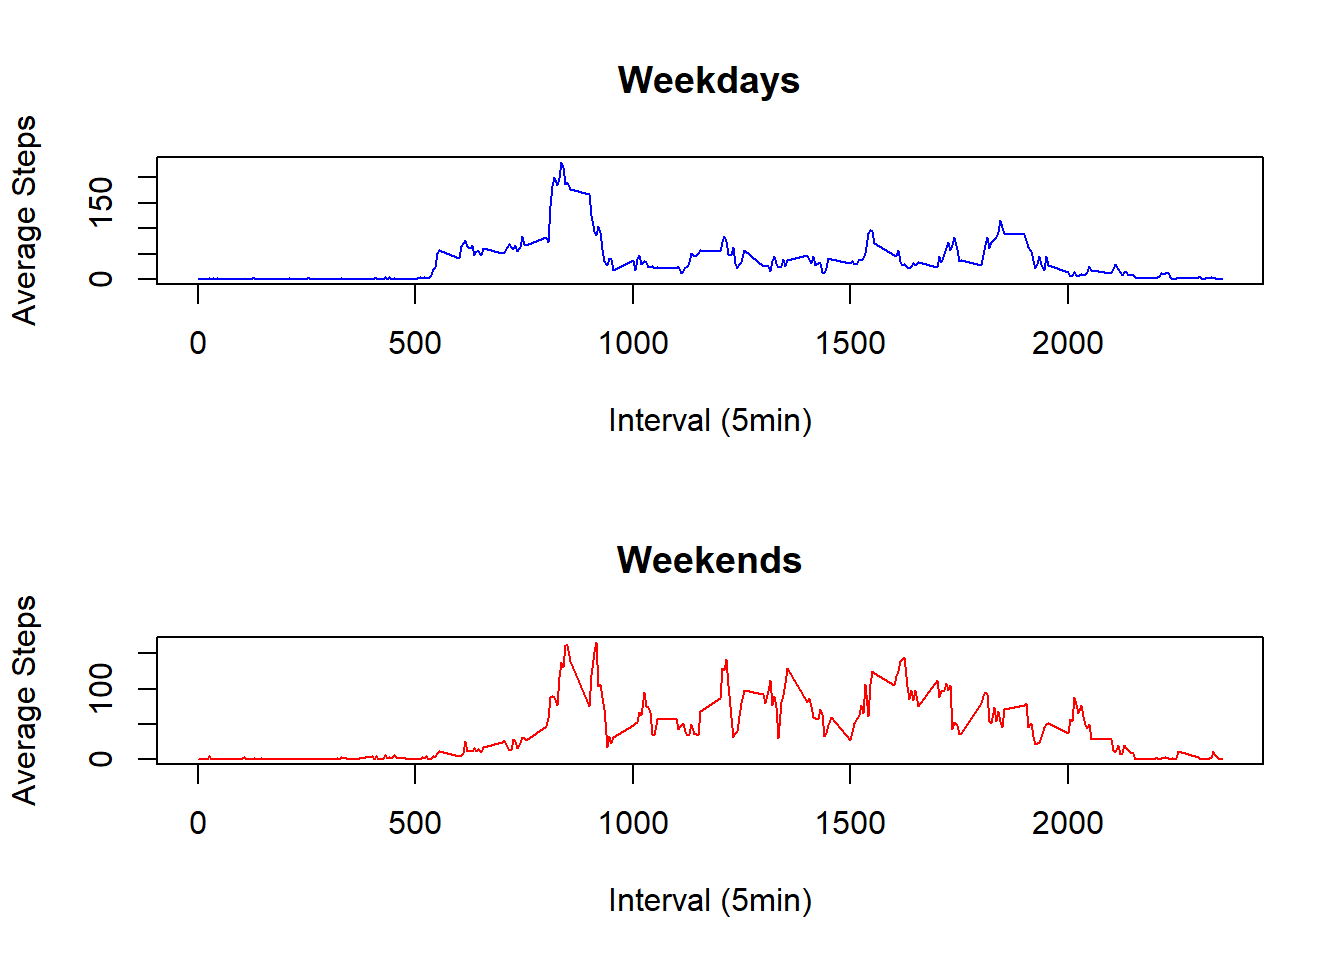 Weekdays
Average Steps
150
0
0 500 1000 1500 2000
Interval (5min)
Weekends
Average Steps
100
0
0 500 1000 1500 2000
Interval (5min)